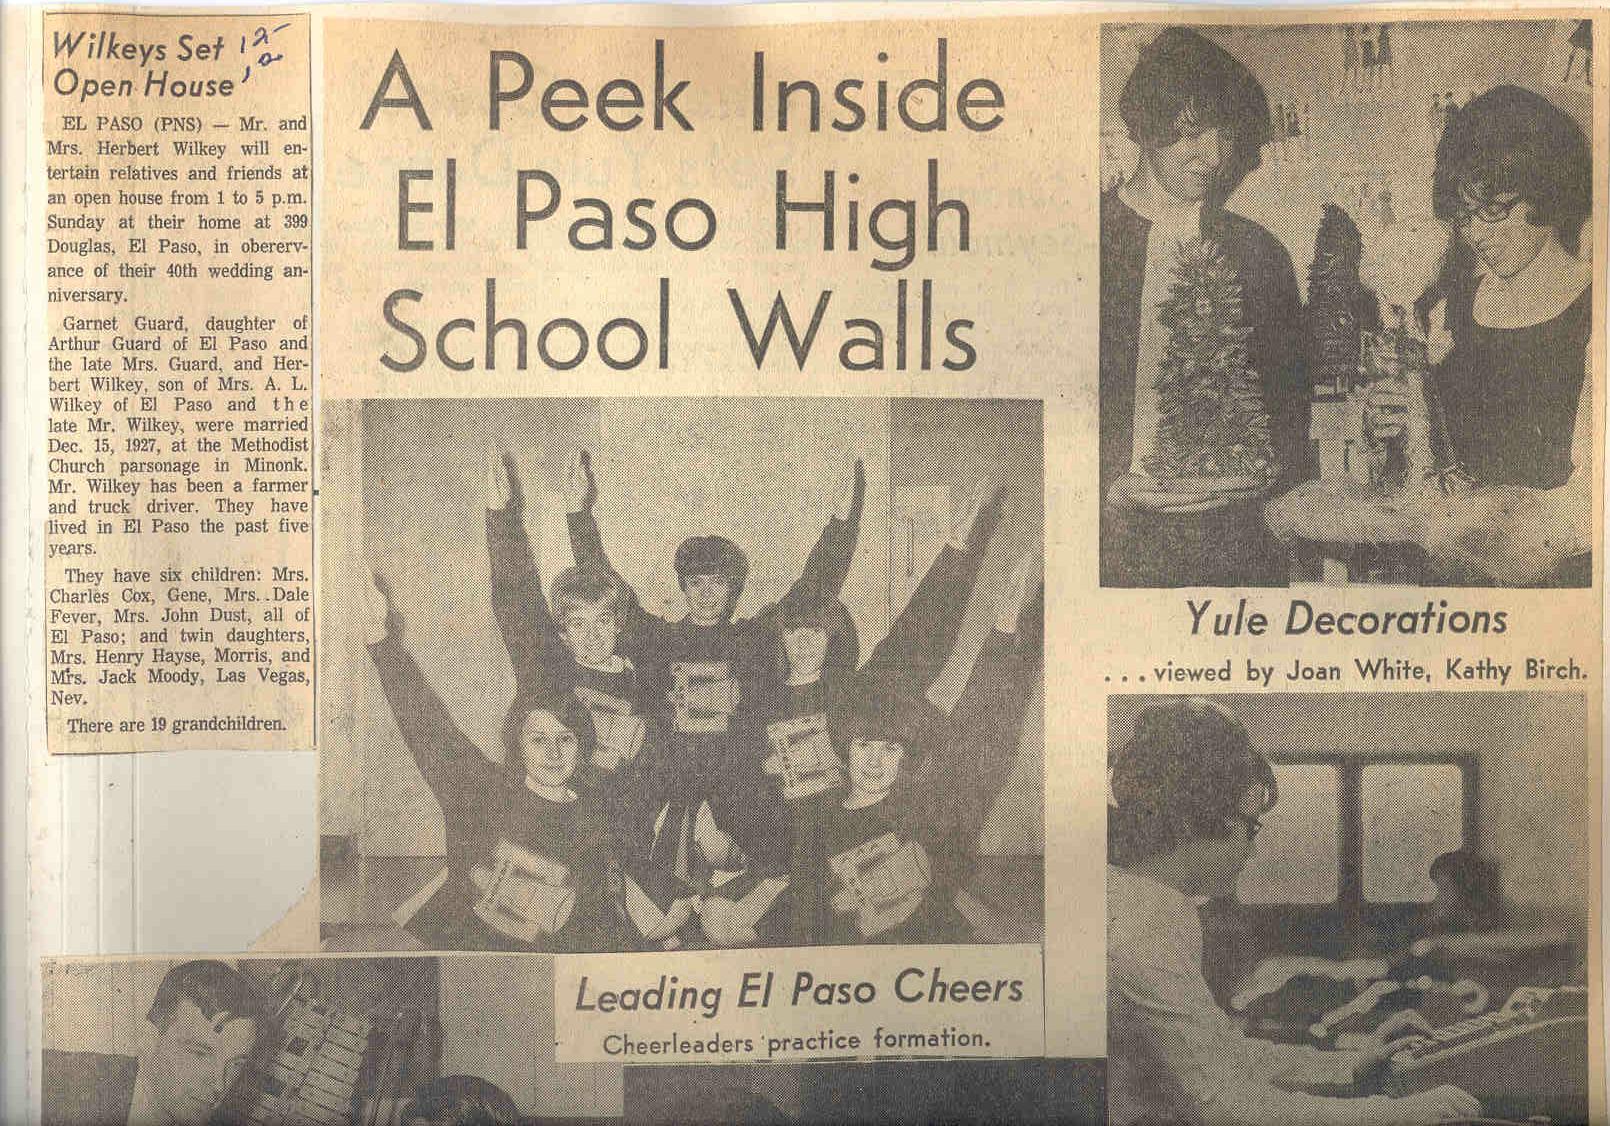 Wilkeys Set
Open House
12-
EL PASO (PNS) — Mr. and
Mrs. Herbert Wilkey will en-
tertain relatives and friends at
an open house from 1 to 5 p.m.
Sunday at their home at 399
Douglas, El Paso, in obererv-
ance of their 40th wedding an-
niversary.
Garnet Guard, daughter of
Arthur Guard of El Paso and
the late Mrs. Guard, and Her-
bert Wilkey, son of Mrs. A. L.
Wilkey of El Paso and the
late Mr. Wilkey, were married
Dec. 15, 1927, at the Methodist
Church parsonage in Minonk.
Mr. Wilkey has been a farmer
and truck driver. They have
lived in El Paso the past five
years.
They have six children: Mrs.
Charles Cox, Gene, Mrs. Dale
Fever, Mrs. John Dust, all of
El Paso; and twin daughters,
Mrs. Henry Hayse, Morris, and
Mrs. Jack Moody, Las Vegas,
Nev.
There are 19 grandchildren.
A Peek Inside
El Paso High
School Walls
Leading El Paso Cheers
Cheerleaders practice formation.
Yule Decorations
. . . viewed by Joan White, Kathy Birch.